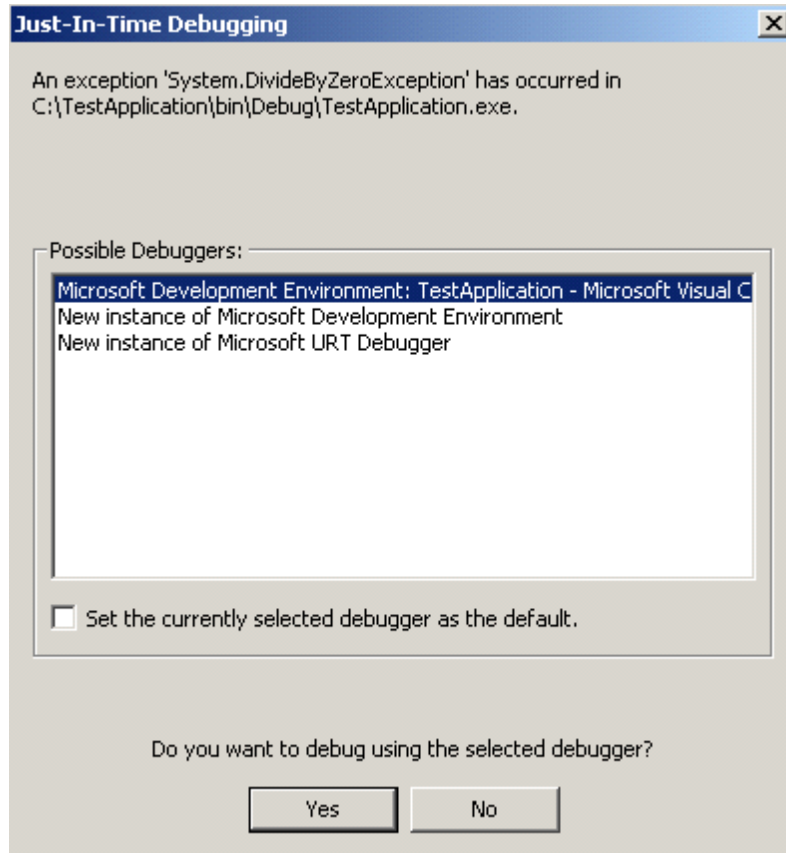 Just-In-Time Debugging
An exception 'System.DivideByZeroException' has occurred in
C:\TestApplication\bin\Debug\TestApplication.exe.
Possible Debuggers:
Microsoft Development Environment: TestApplication - Microsoft Visual C
New instance of Microsoft Development Environment
New instance of Microsoft URT Debugger
Set the currently selected debugger as the default.
Do you want to debug using the selected debugger?
Yes No